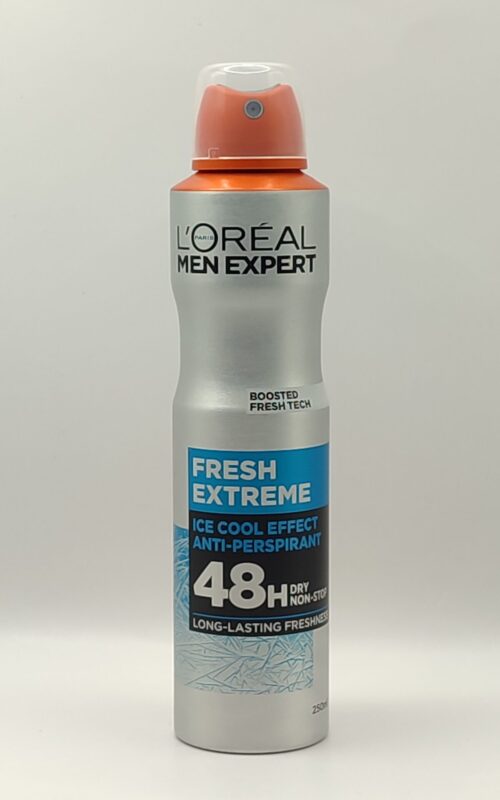 L'ORÉAL
PARIS
MEN EXPERT
BOOSTED
FRESH TECH
FRESH
EXTREME
ICE COOL EFFECT
ANTI-PERSPIRANT
48H DRY
NON-STOP
LONG-LASTING FRESHNESS
250ml